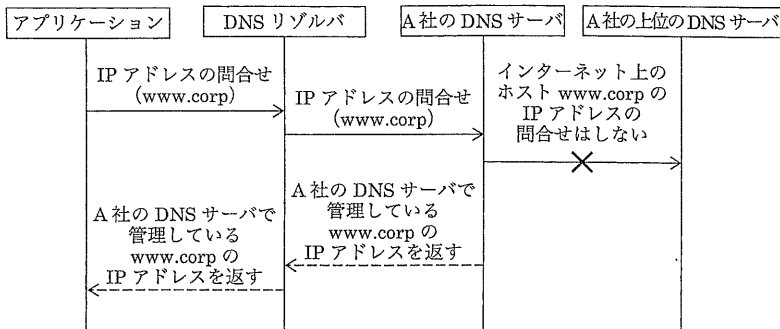 アプリケーション
DNS リゾルバ
A社の DNS サーバ
A社の上位の DNS サーバ
IP アドレスの問合せ
(www.corp)
IP アドレスの問合せ
(www.corp)
インターネット上の
ホスト www.corp の
IP アドレスの
問合せはしない
A社の DNS サーバで
管理している
www.corp の
IP アドレスを返す
A社の DNS サーバで
管理している
www.corp の
IP アドレスを返す